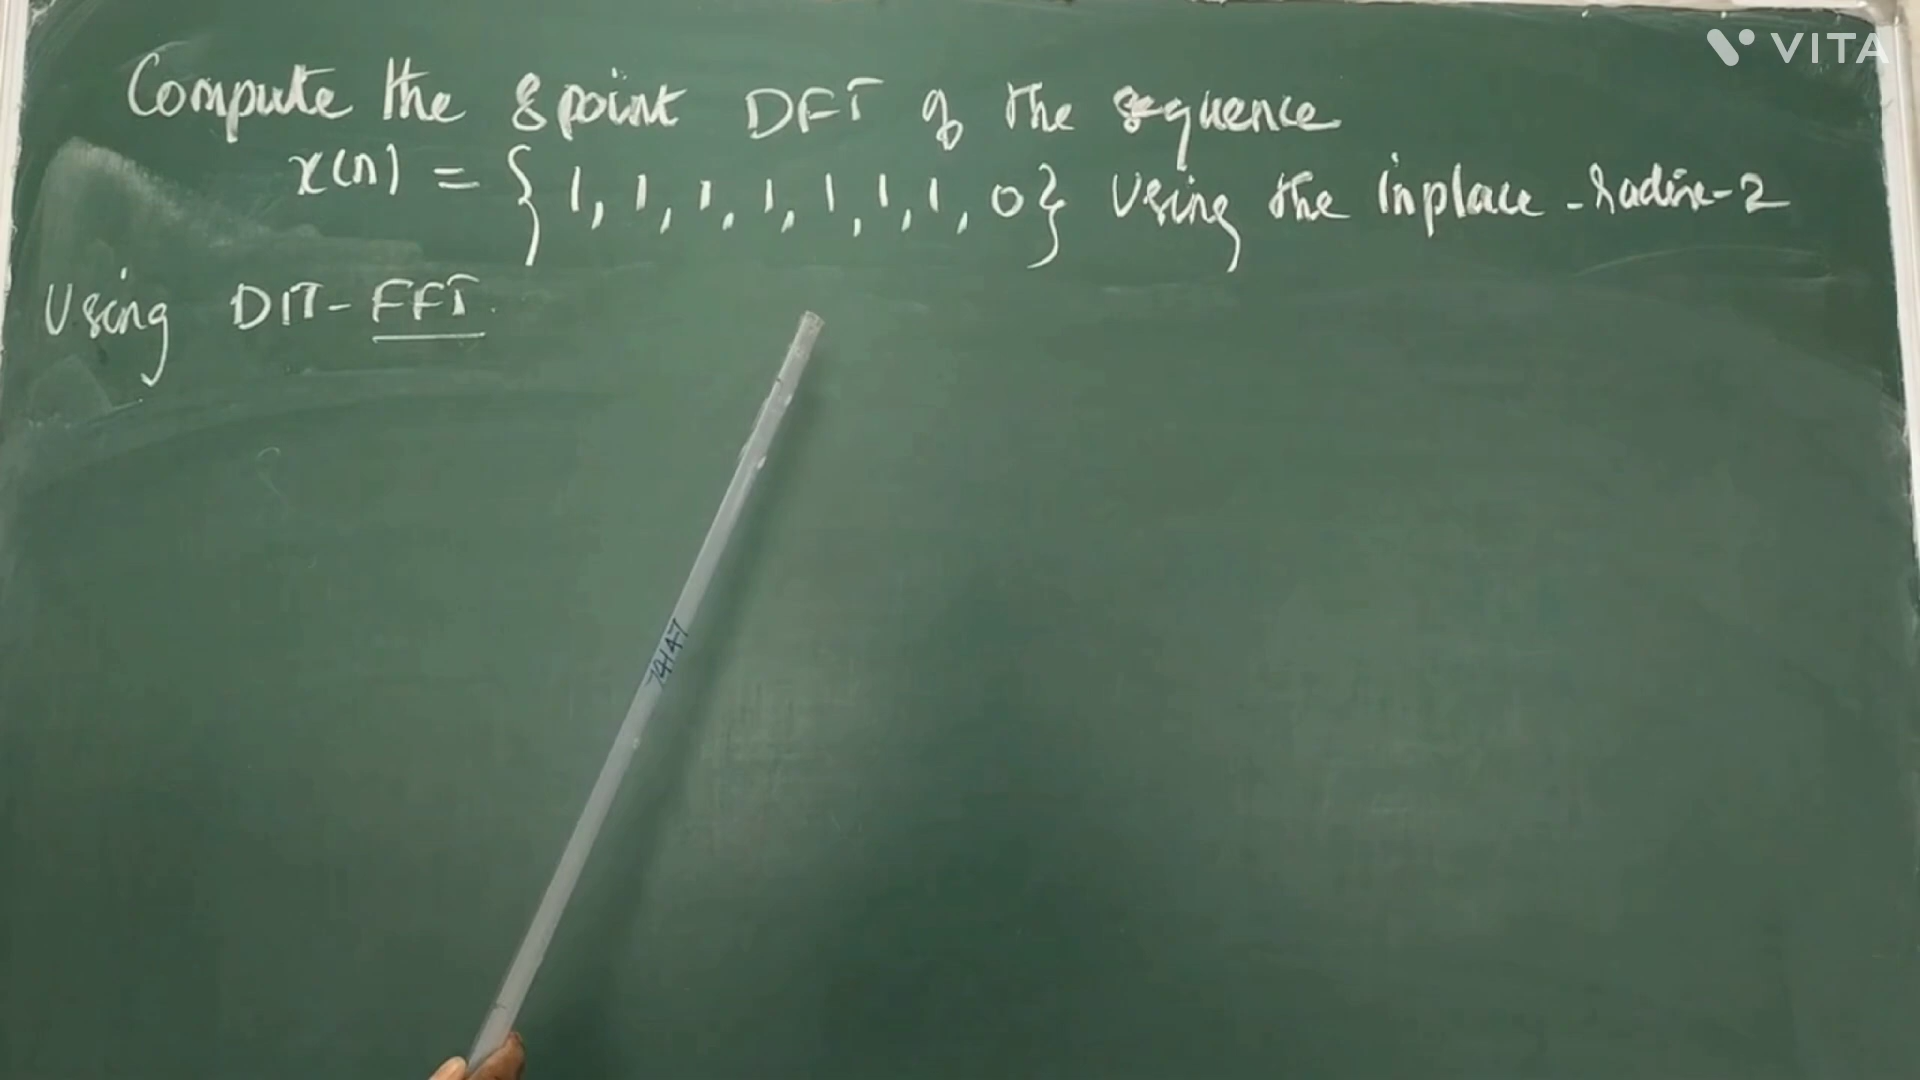 VITA
Compute the 8 point DFT of the sequence
x(n) = {1, 1, 1, 1, 1, 1, 1, 0} Using the Inplace - radix-2
Using DIT- FFT.